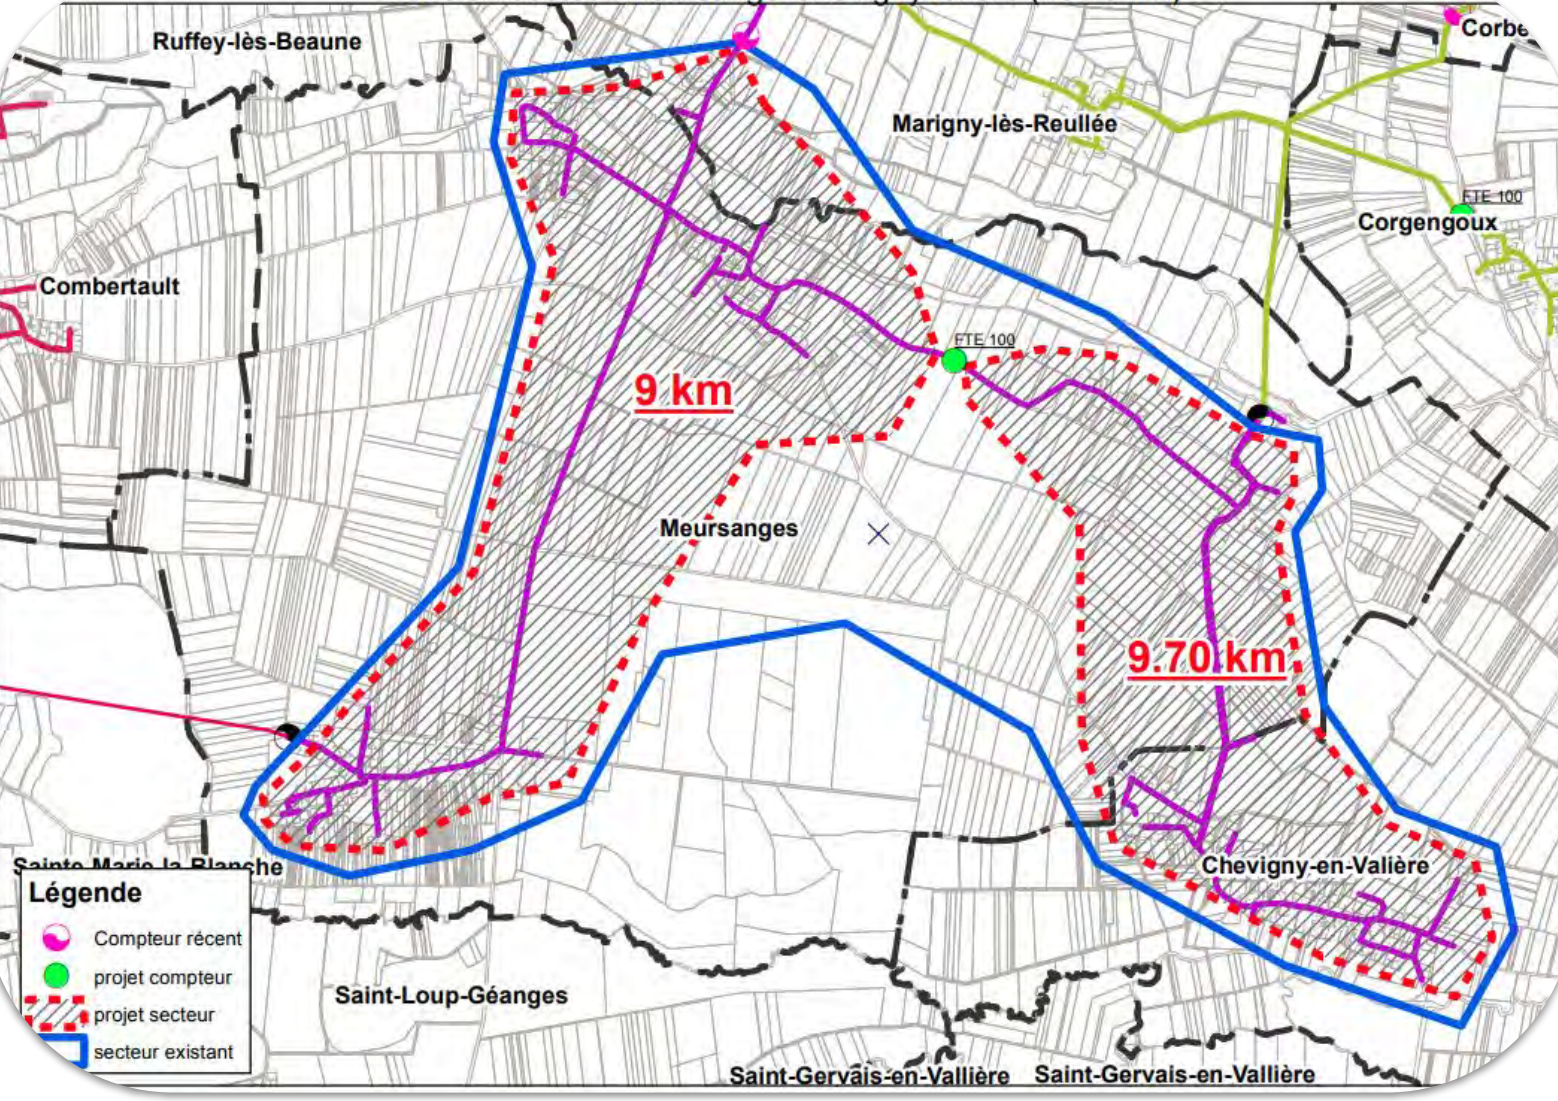 Ruffey-lès-Beaune
Marigny-lès-Reullée
FTE 100
Corgengoux
Combertault
FTE 100
9 km
Meursanges
9.70 km
Chevigny-en-Valière
Sainte-Marie-la-Blanche
Légende
Compteur récent
projet compteur
projet secteur
secteur existant
Saint-Loup-Géanges
Saint-Gervais-en-Vallière
Saint-Gervais-en-Vallière